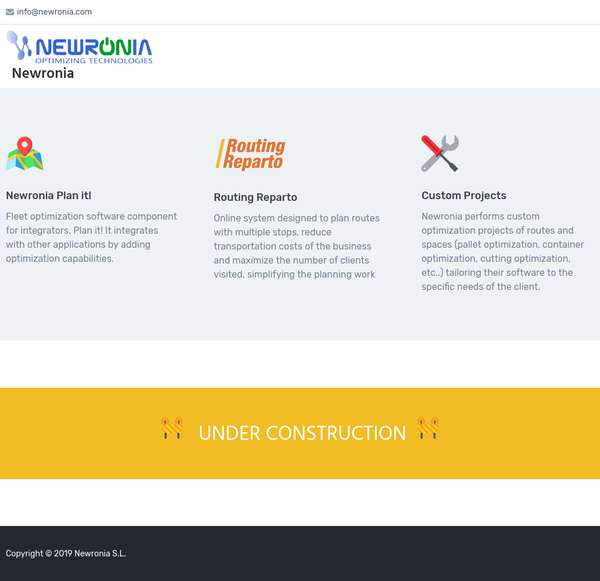 info@newronia.com
NEWRONIA
OPTIMIZING TECHNOLOGIES
Newronia
Newronia Plan it!
Fleet optimization software component
for integrators. Plan it! It integrates
with other applications by adding
optimization capabilities.
Routing
Reparto
Routing Reparto
Online system designed to plan routes
with multiple stops, reduce
transportation costs of the business
and maximize the number of clients
visited, simplifying the planning work
Custom Projects
Newronia performs custom
optimization projects of routes and
spaces (pallet optimization, container
optimization, cutting optimization,
etc..) tailoring their software to the
specific needs of the client.
UNDER CONSTRUCTION
Copyright © 2019 Newronia S.L.